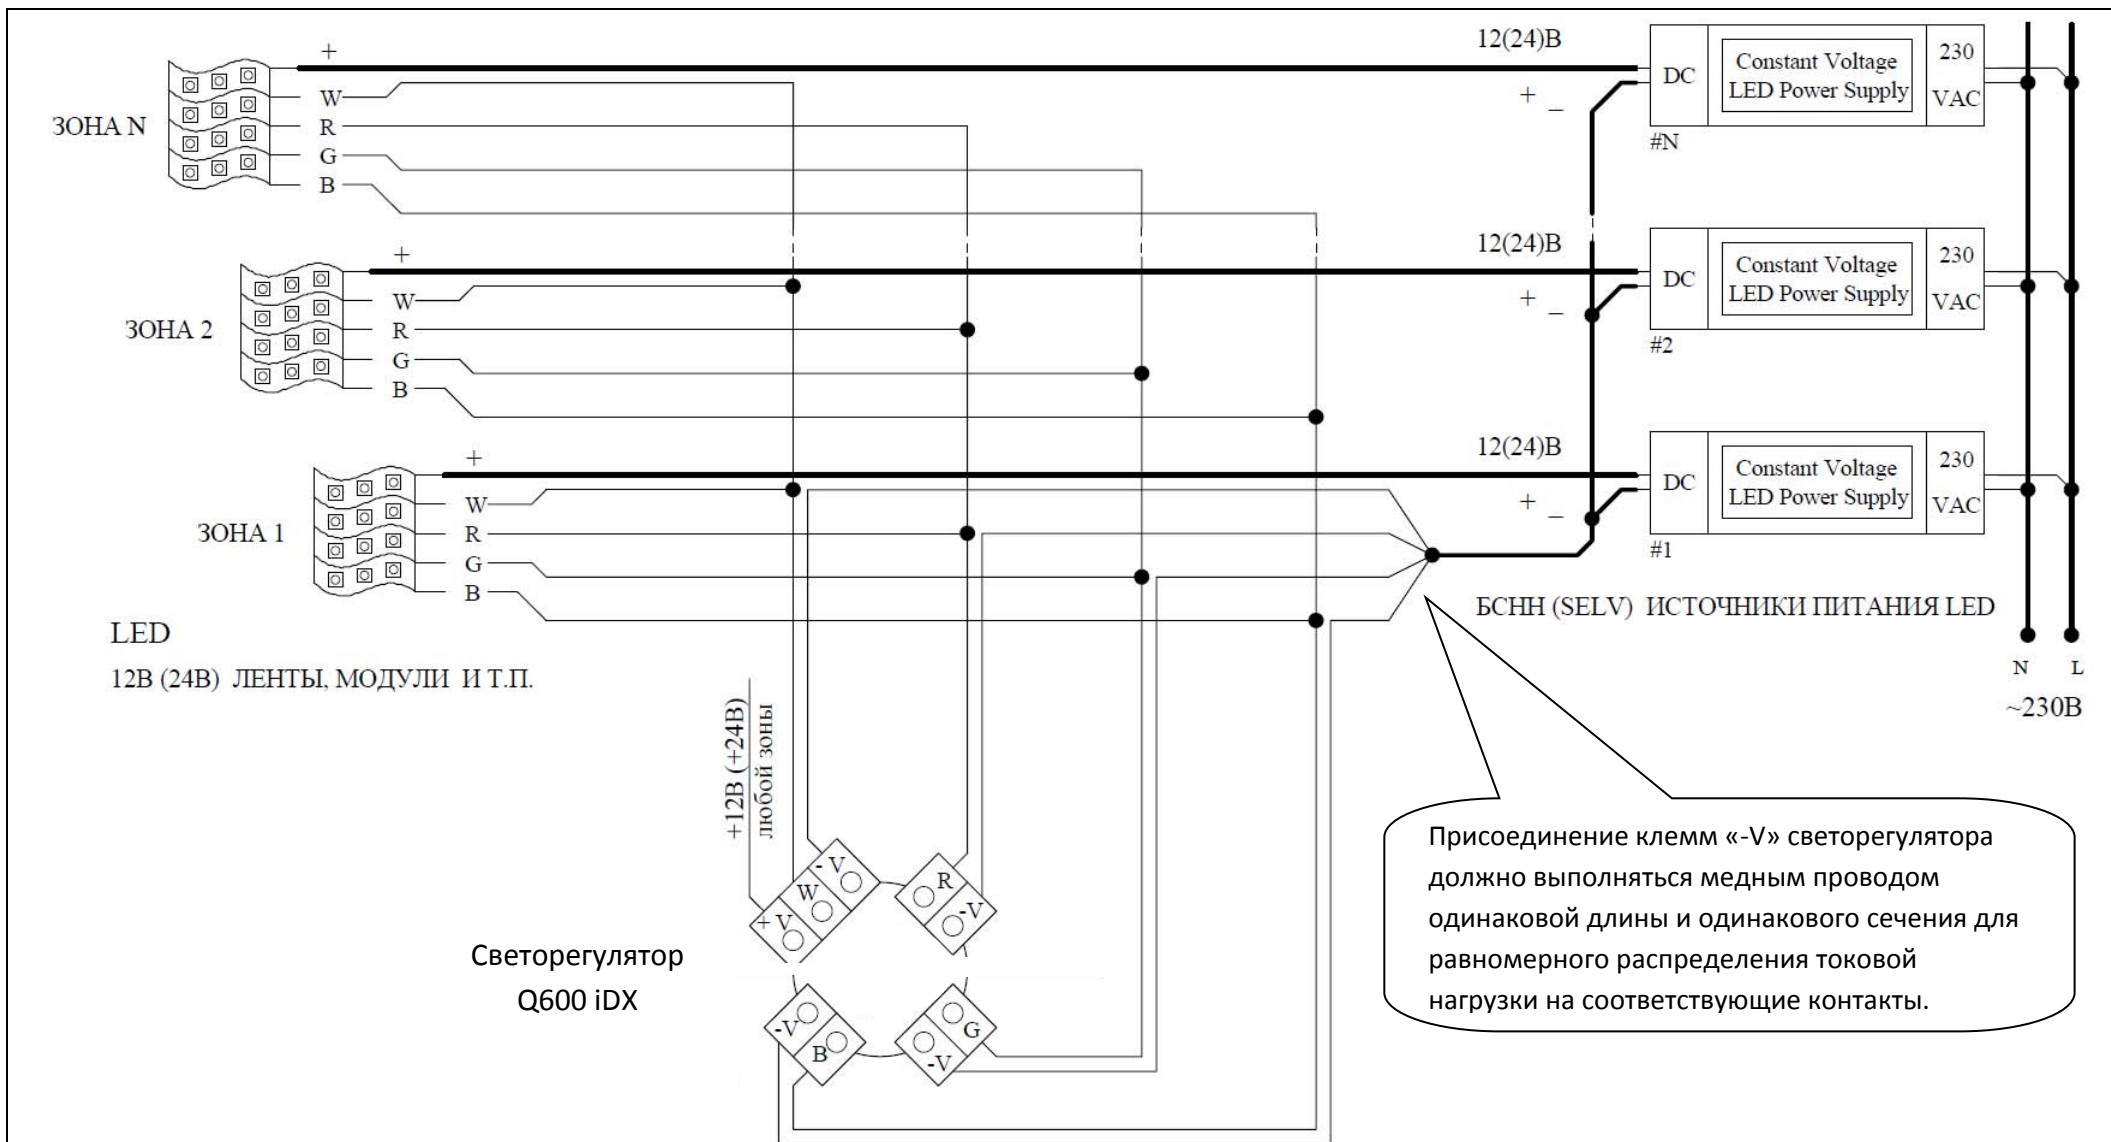 12(24)В
+
W
R
G
B
ЗОНА N
+
–
DC
Constant Voltage
LED Power Supply
230
VAC
#N
12(24)В
+
W
R
G
B
ЗОНА 2
+
–
DC
Constant Voltage
LED Power Supply
230
VAC
#2
12(24)В
+
W
R
G
B
ЗОНА 1
+
–
DC
Constant Voltage
LED Power Supply
230
VAC
#1
LED
12В (24В) ЛЕНТЫ, МОДУЛИ И Т.П.
БСНН (SELV) ИСТОЧНИКИ ПИТАНИЯ LED
N
L
~230В
+12В (+24В)
любой зоны
- V
W
+ V
R
-V
-V
B
G
-V
Светорегулятор
Q600 iDX
Присоединение клемм «-V» светорегулятора
должно выполняться медным проводом
одинаковой длины и одинакового сечения для
равномерного распределения токовой
нагрузки на соответствующие контакты.